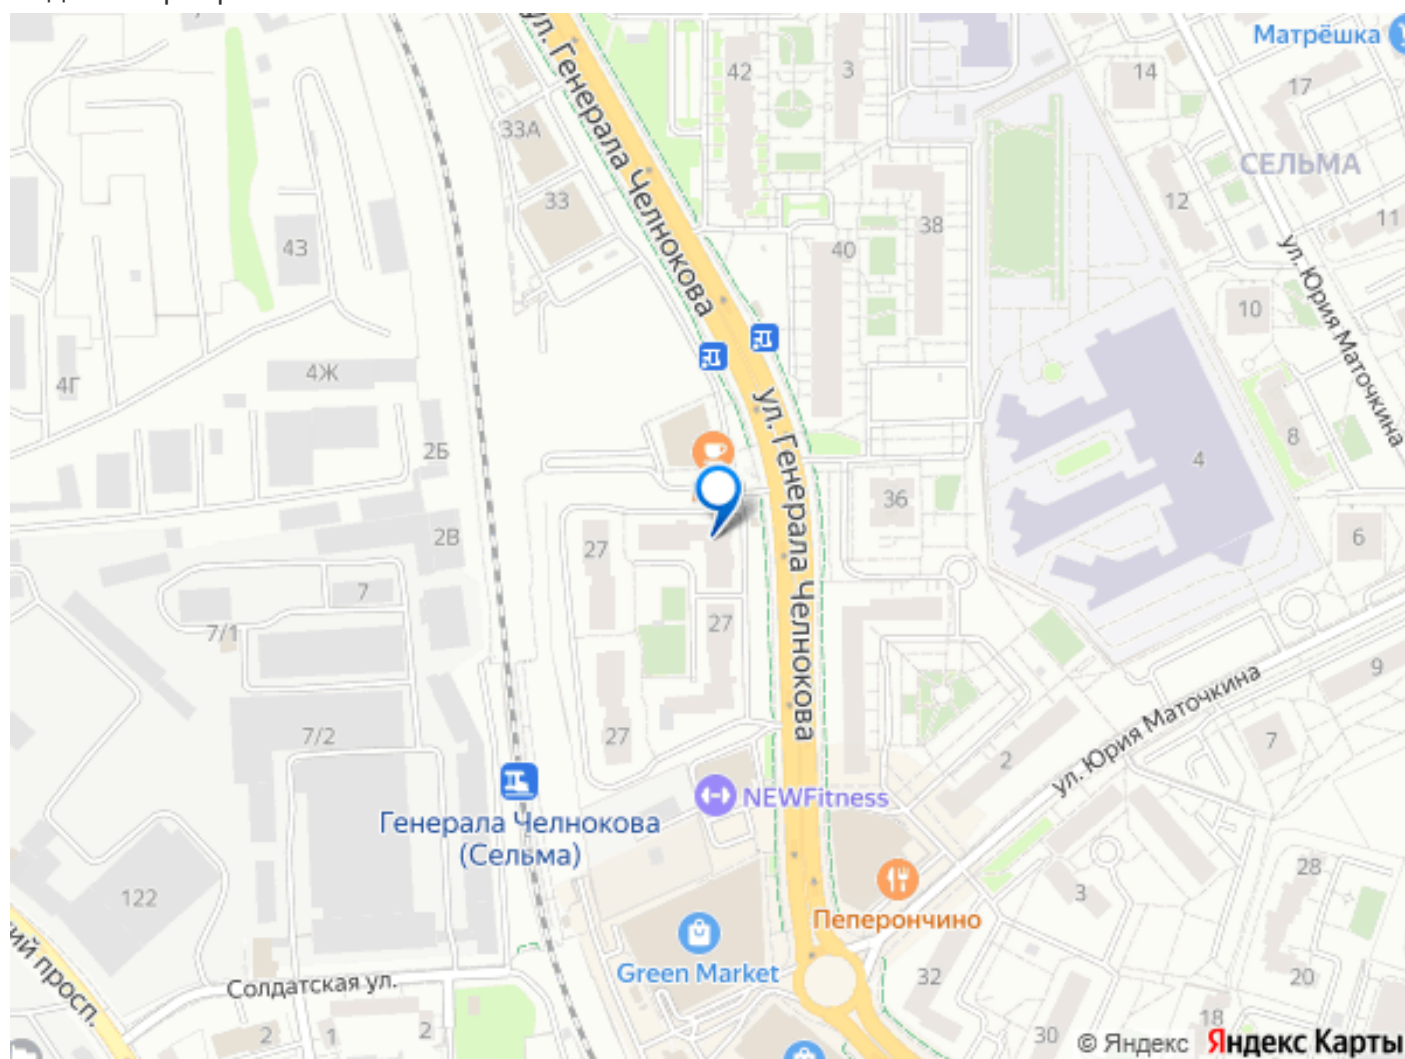 ул. Генерала Челнокова
42
3
14
Матрёшка
17
СЕЛЬМА
33А
33
12
11
43
38
40
ул. Юрия Маточкина
10
4Г
4Ж
2Б
8
4
ул. Генерала Челнокова
36
27
2В
6
7
7/1
27
9
ул. Юрия Маточкина
27
7/2
7
2
NEWFitness
Генерала Челнокова
(Сельма)
122
28
3
Пеперончино
Green Market
ий просп.
Солдатская ул.
32
20
18
30
2
1
2
© Яндекс Яндекс Карты